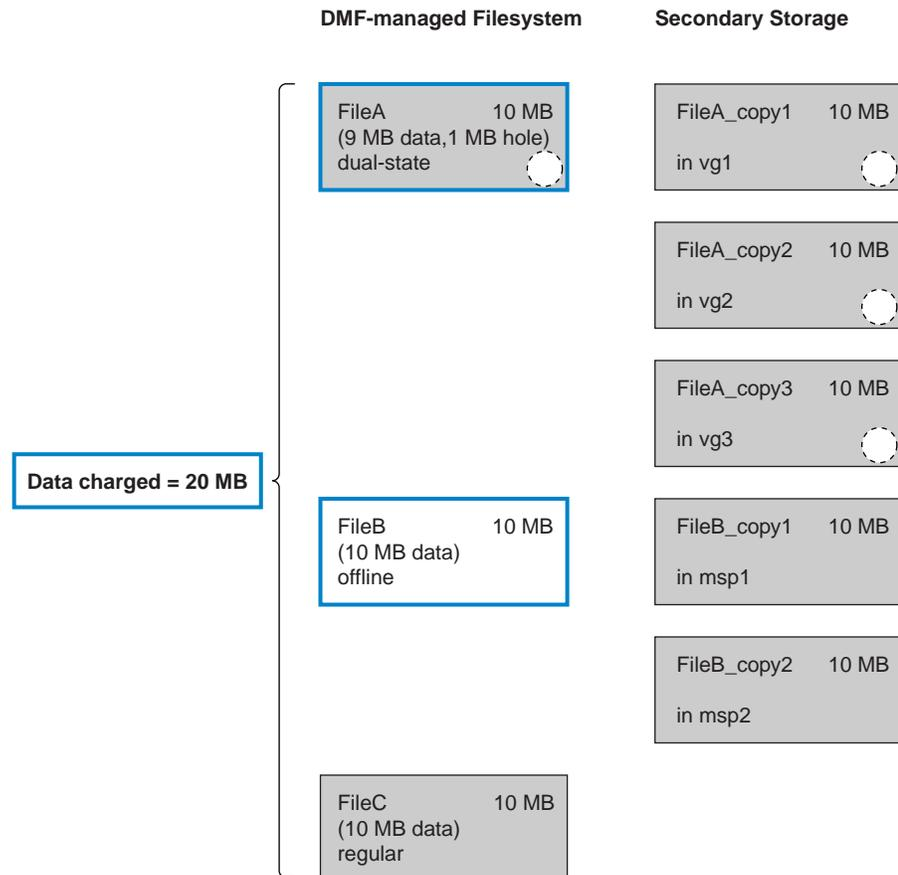 DMF-managed Filesystem Secondary Storage
FileA 10 MB
(9 MB data,1 MB hole)
dual-state
FileA_copy1 10 MB
in vg1
FileA_copy2 10 MB
in vg2
FileA_copy3 10 MB
in vg3
Data charged = 20 MB
FileB 10 MB
(10 MB data)
offline
FileB_copy1 10 MB
in msp1
FileB_copy2 10 MB
in msp2
FileC 10 MB
(10 MB data)
regular